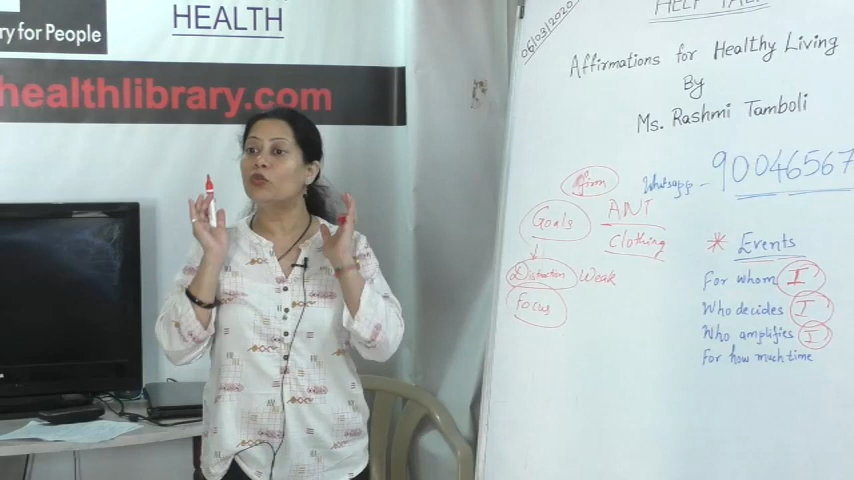 HEALTH
ry for People
healthlibrary.com
06/03/2020
HELP TALK
Affirmations for Healthy Living
By
Ms. Rashmi Tamboli
Whatsapp - 90046567
Affirm
Goals
ANT
Clothing
Distraction Weak
Focus
* Events
For whom I
Who decides I
Who amplifies I
For how much time